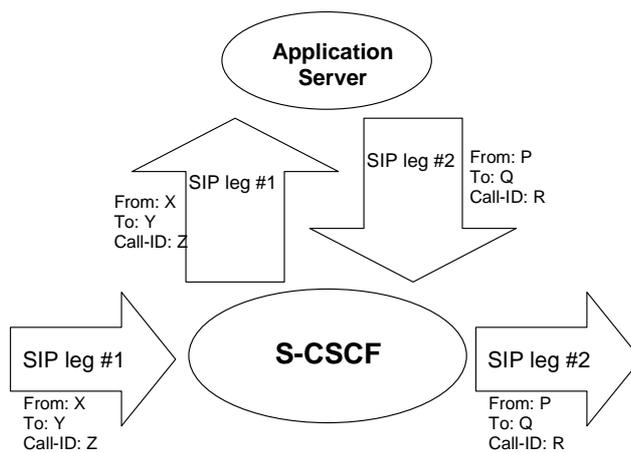 Application
Server
SIP leg #1
From: X
To: Y
Call-ID: Z
SIP leg #2
From: P
To: Q
Call-ID: R
SIP leg #1
From: X
To: Y
Call-ID: Z
S-CSCF
SIP leg #2
From: P
To: Q
Call-ID: R